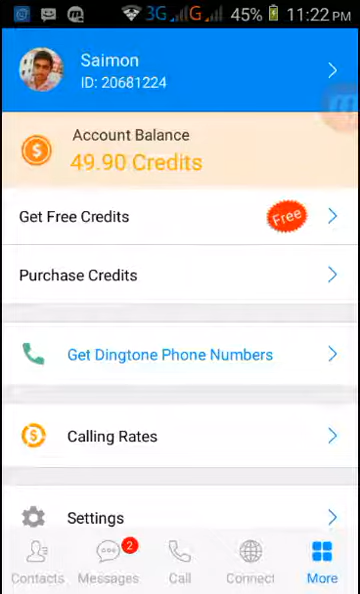 3G G 45% 11:22 PM
Saimon
ID: 20681224
Account Balance
49.90 Credits
Get Free Credits
Free
Purchase Credits
Get Dingtone Phone Numbers
Calling Rates
Settings
2
Contacts Messages Call Connect More